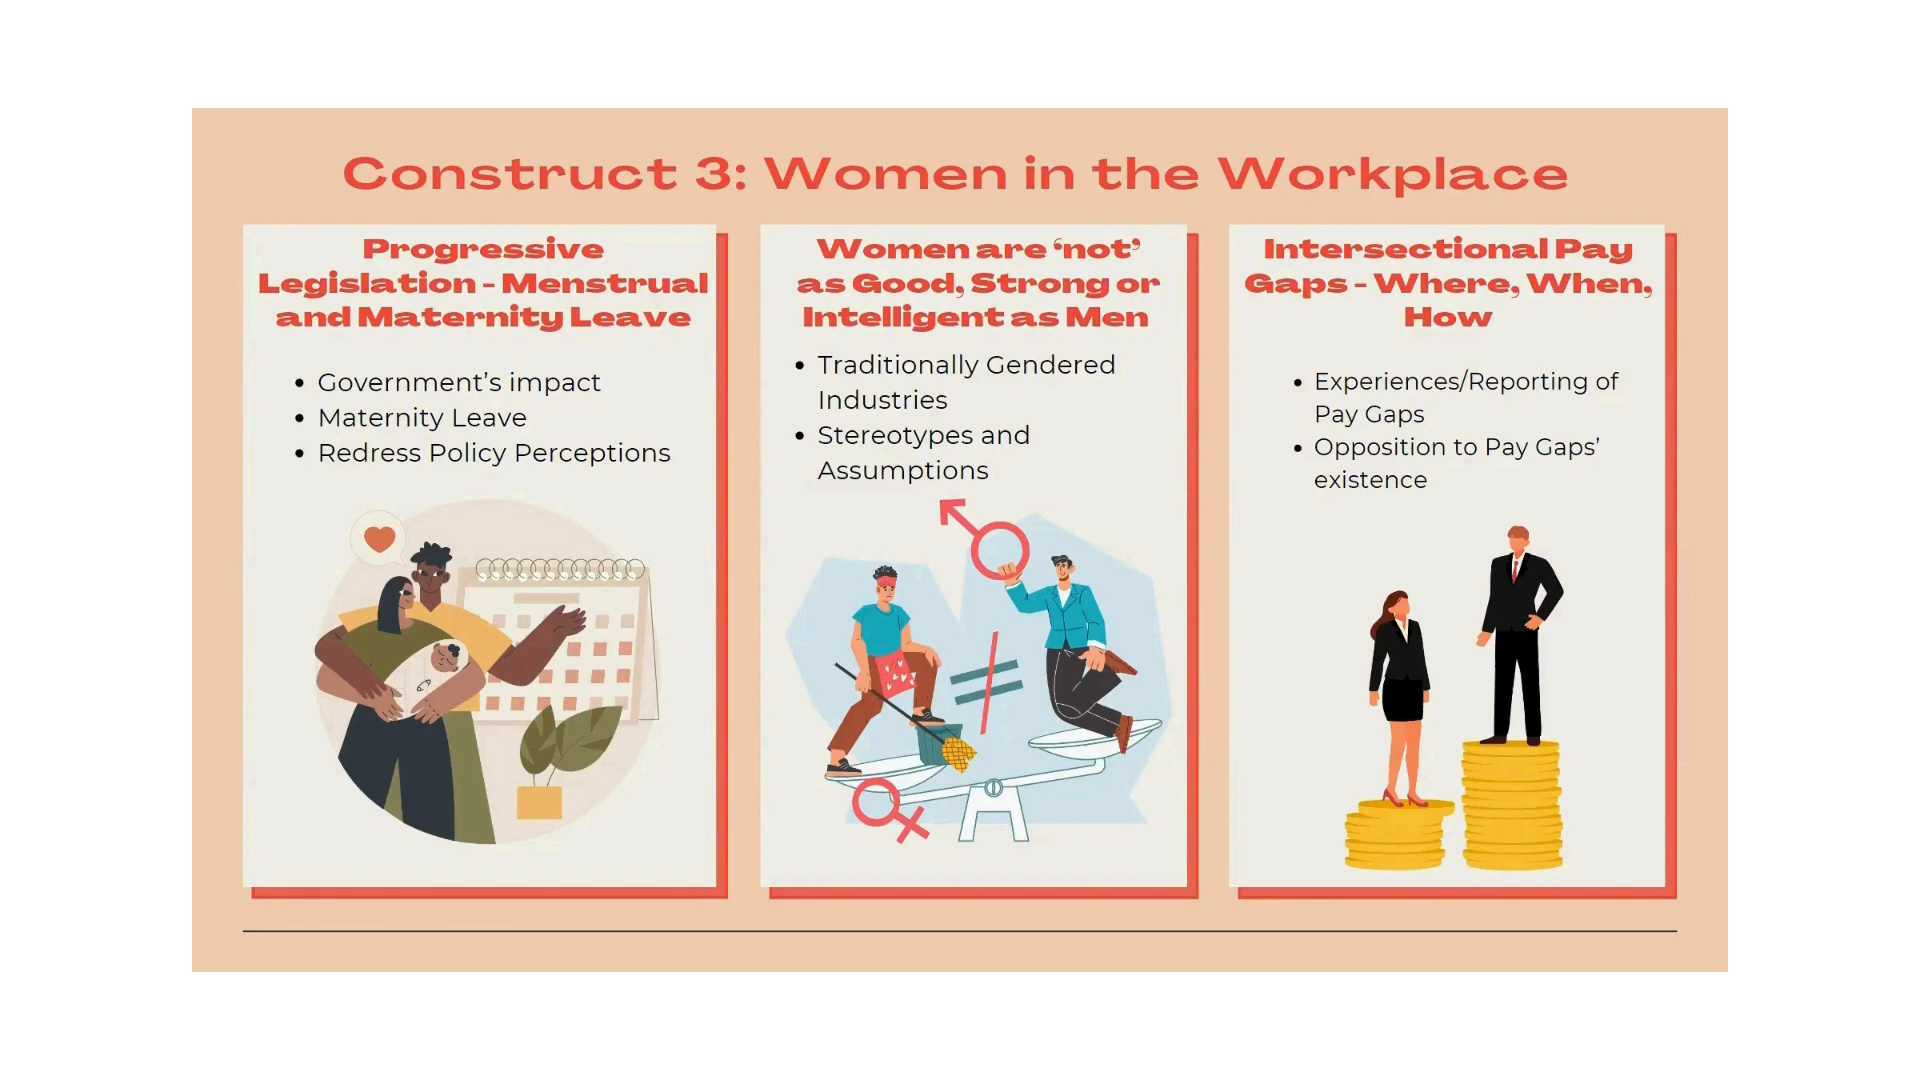 Construct 3: Women in the Workplace
Progressive
Legislation - Menstrual
and Maternity Leave
• Government’s impact
• Maternity Leave
• Redress Policy Perceptions
Women are ‘not’
as Good, Strong or
Intelligent as Men
• Traditionally Gendered
Industries
• Stereotypes and
Assumptions
Intersectional Pay
Gaps - Where, When,
How
• Experiences/Reporting of
Pay Gaps
• Opposition to Pay Gaps’
existence